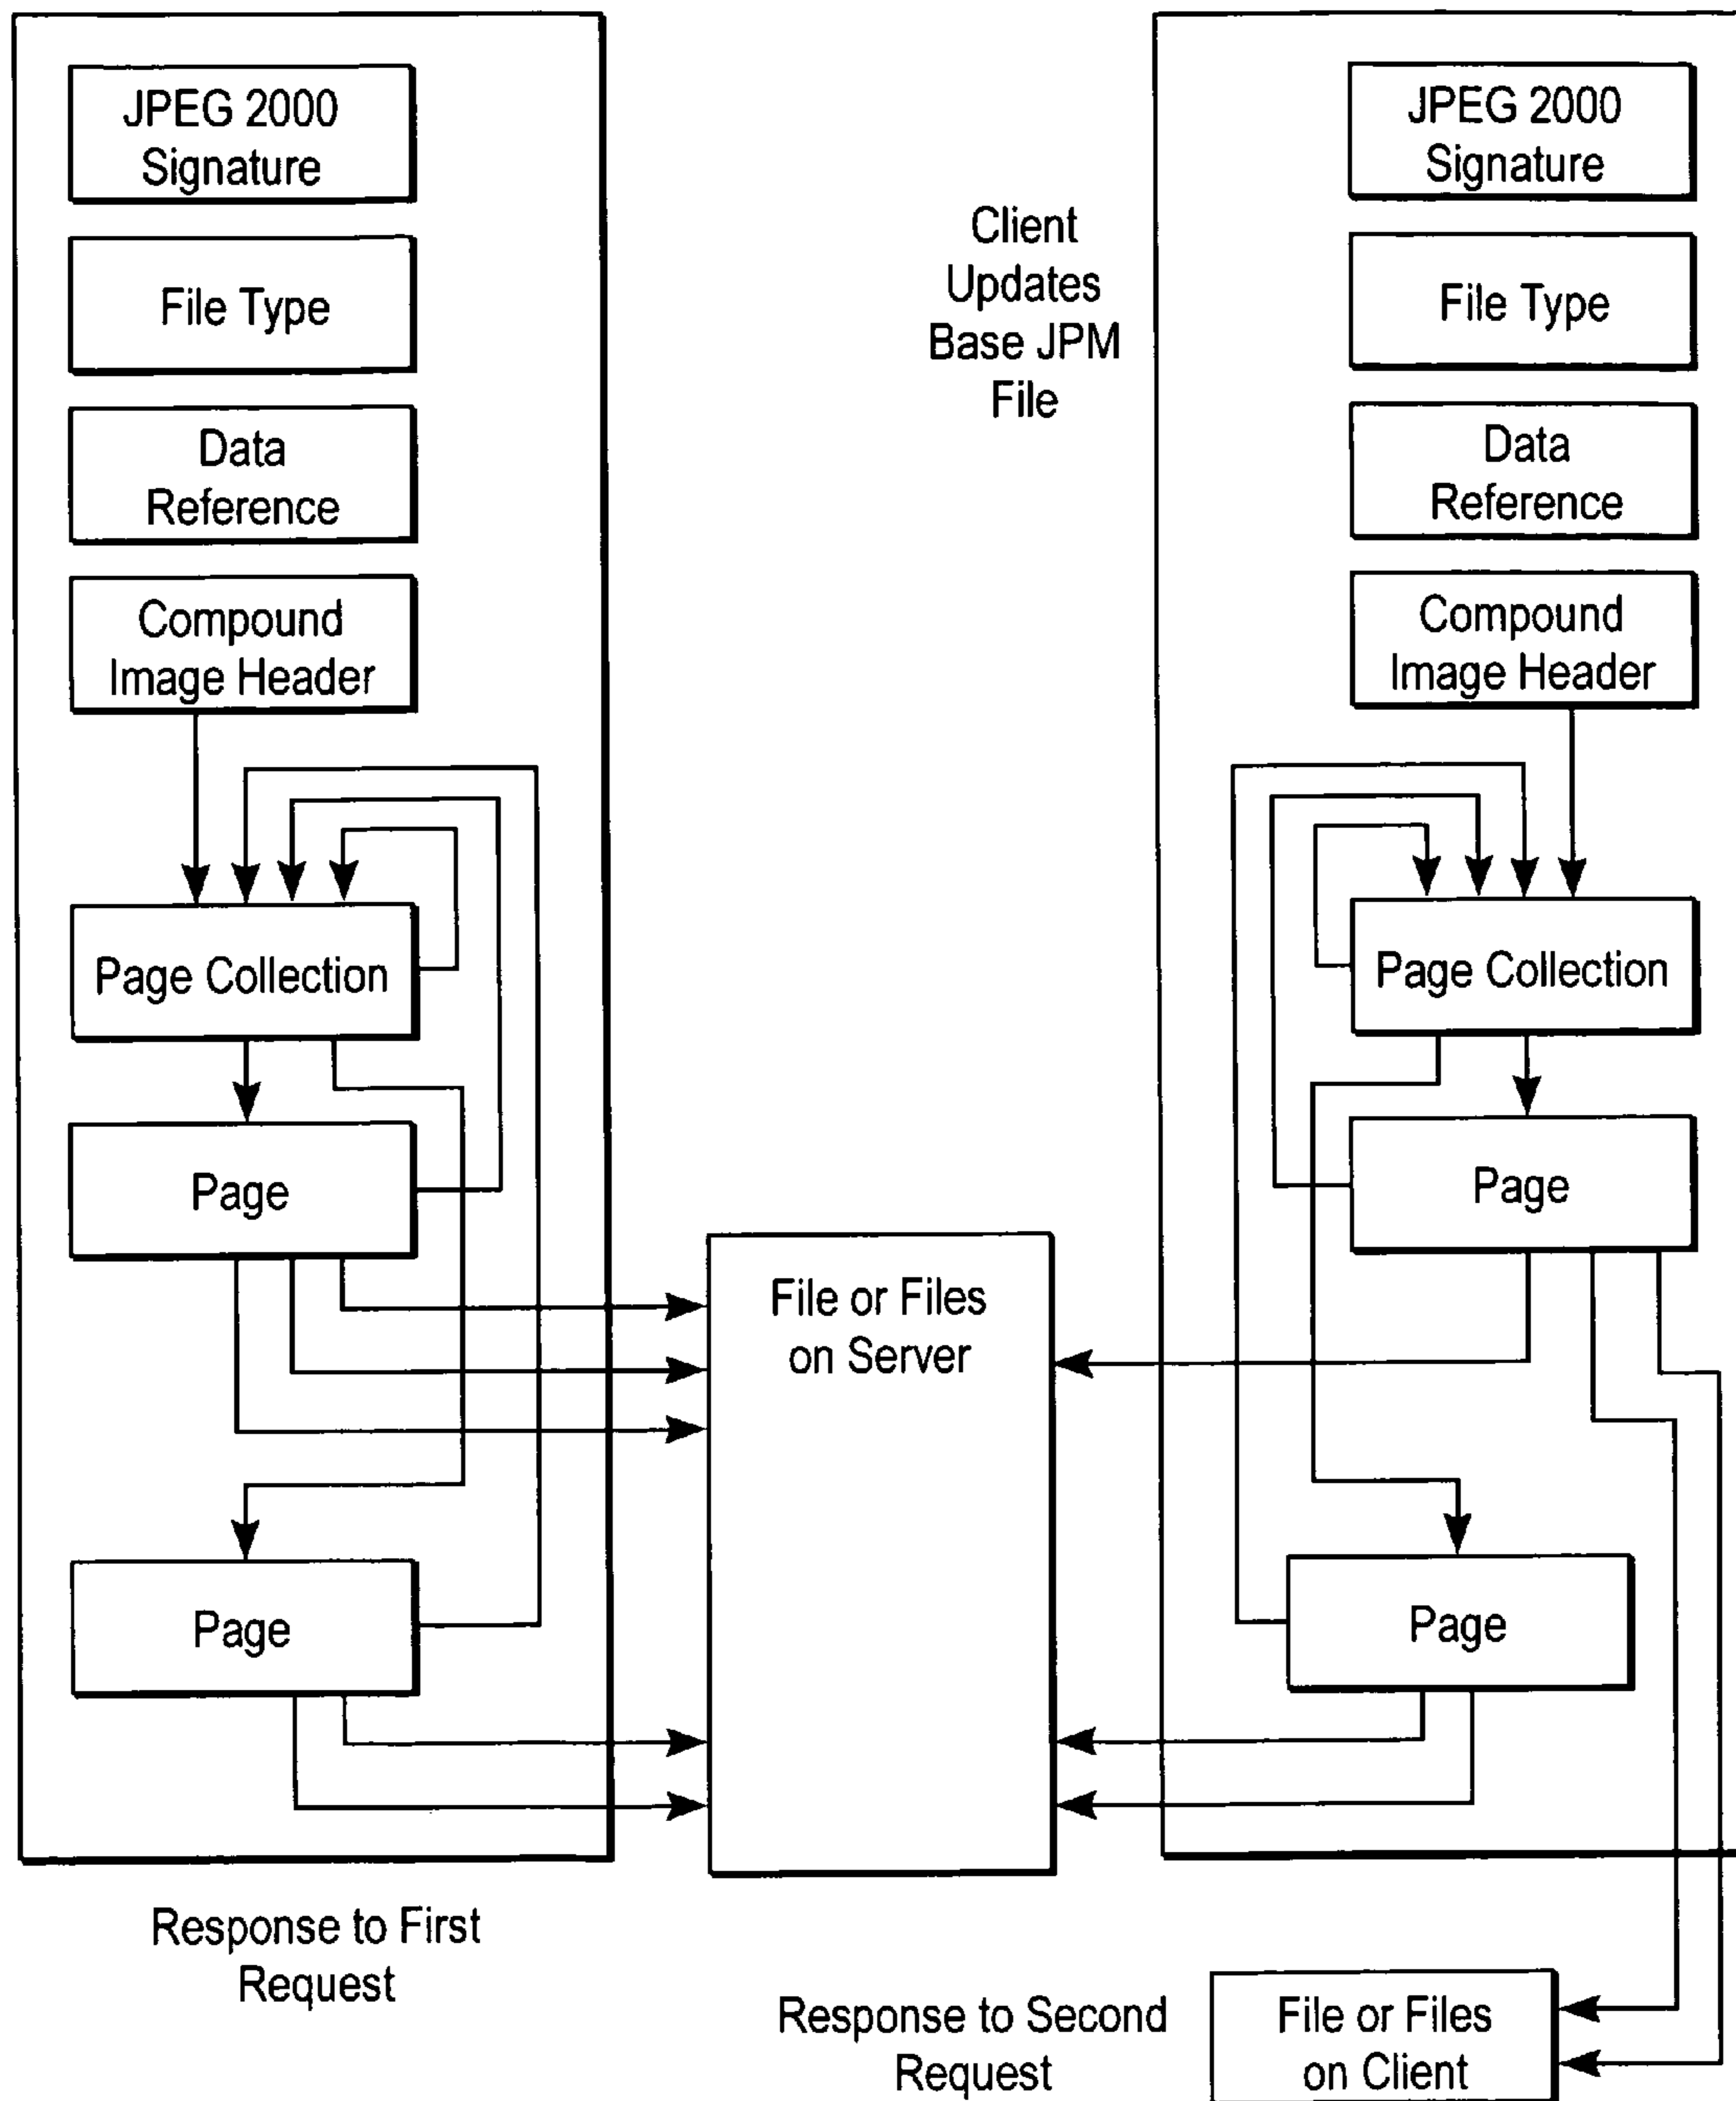 JPEG 2000
Signature
File Type
Data
Reference
Compound
Image Header
Page Collection
Page
Page
Response to First
Request
Client
Updates
Base JPM
File
File or Files
on Server
JPEG 2000
Signature
File Type
Data
Reference
Compound
Image Header
Page Collection
Page
Page
Response to Second
Request
File or Files
on Client